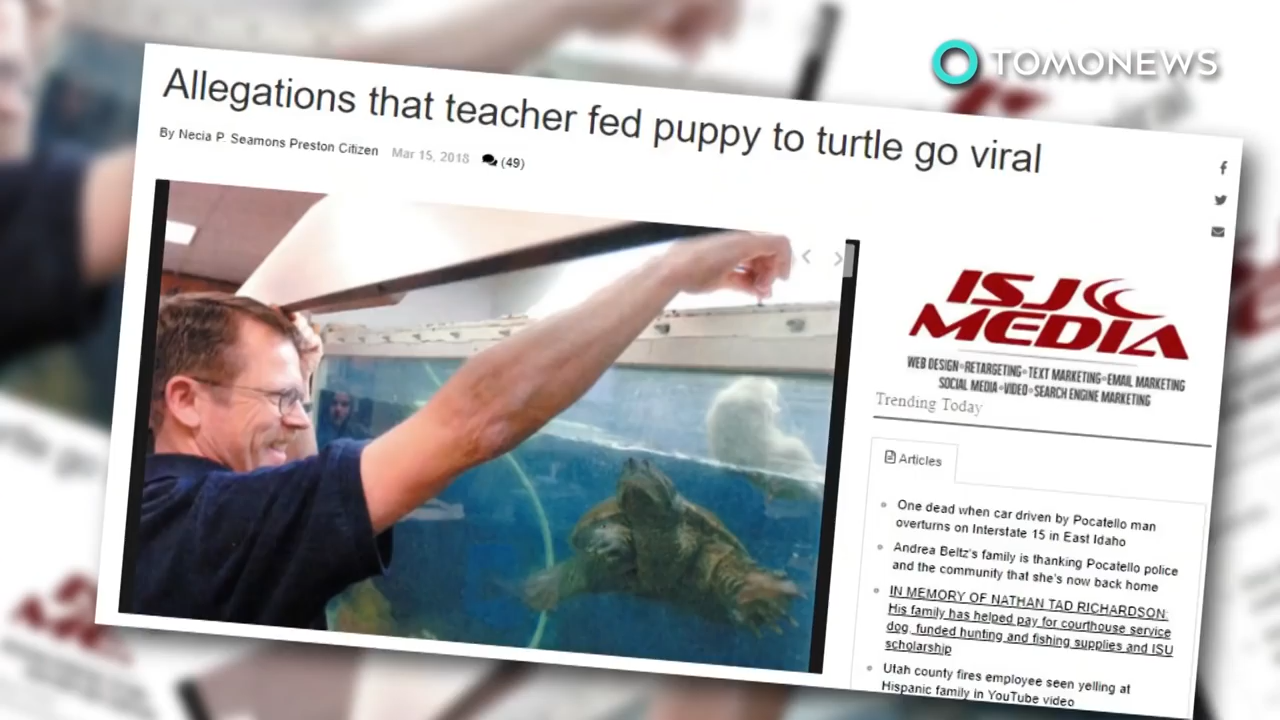 TOMONEWS
Allegations that teacher fed puppy to turtle go viral
By Necia P. Seamons Preston Citizen Mar 15, 2018 (49)
ISJ
MEDIA
WEB DESIGN•RETARGETING•TEXT MARKETING•EMAIL MARKETING
SOCIAL MEDIA•VIDEO•SEARCH ENGINE MARKETING
Trending Today
Articles
One dead when car driven by Pocatello man
overturns on Interstate 15 in East Idaho
Andrea Beltz's family is thanking Pocatello police
and the community that she's now back home
IN MEMORY OF NATHAN TAD RICHARDSON:
His family has helped pay for courthouse service
dog, funded hunting and fishing supplies and ISU
scholarship
Utah county fires employee seen yelling at
Hispanic family in YouTube video